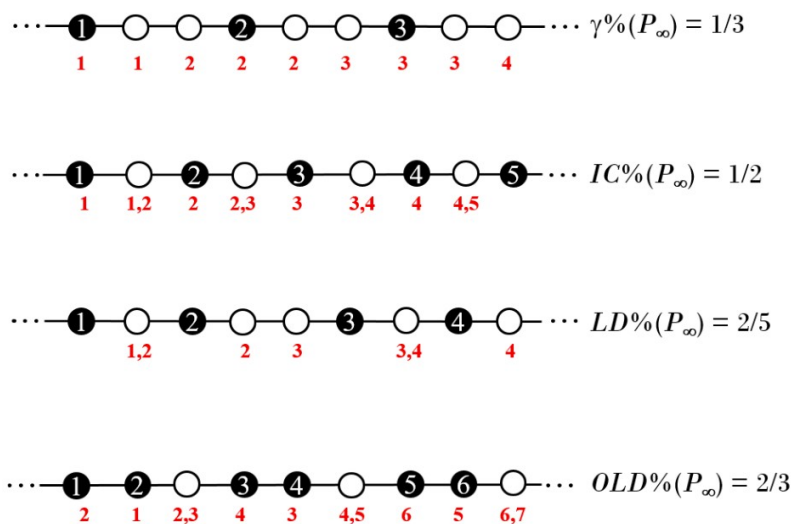 ··· 1 2 3 ··· γ%(P∞) = 1/3
1 1 2 2 2 3 3 3 4
··· 1 2 3 4 5 ··· IC%(P∞) = 1/2
1 1,2 2 2,3 3 3,4 4 4,5
··· 1 2 3 4 ··· LD%(P∞) = 2/5
1,2 2 3 3,4 4
··· 1 2 3 4 5 6 ··· OLD%(P∞) = 2/3
2 1 2,3 4 3 4,5 6 5 6,7